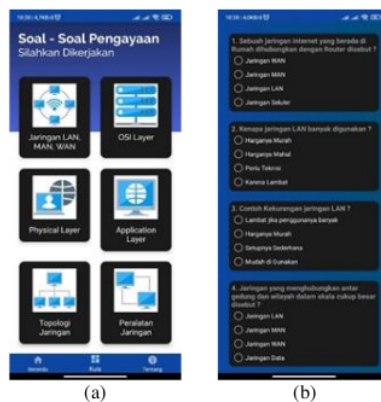 Soal - Soal Pengayaan
Silahkan Dikerjakan
Jaringan LAN,
MAN, WAN
OSI Layer
Physical Layer
Application
Layer
Topologi
Jaringan
Peralatan
Jaringan
Beranda
Kuis
Tentang
(a)
1. Sebuah jaringan internet yang berada di
Rumah dihubungkan dengan Router disebut ?
Jaringan WAN
Jaringan MAN
Jaringan LAN
Jaringan Seluler
2. Kenapa jaringan LAN banyak digunakan ?
Harganya Murah
Harganya Mahal
Perlu Teknisi
Karena Lambat
3. Contoh Kekurangan jaringan LAN ?
Lambat jika penggunanya banyak
Harganya Murah
Setupnya Sederhana
Mudah di Gunakan
4. Jaringan yang menghubungkan antar
gedung dan wilayah dalam skala cukup besar
disebut ?
Jaringan LAN
Jaringan MAN
Jaringan WAN
Jaringan Data
(b)